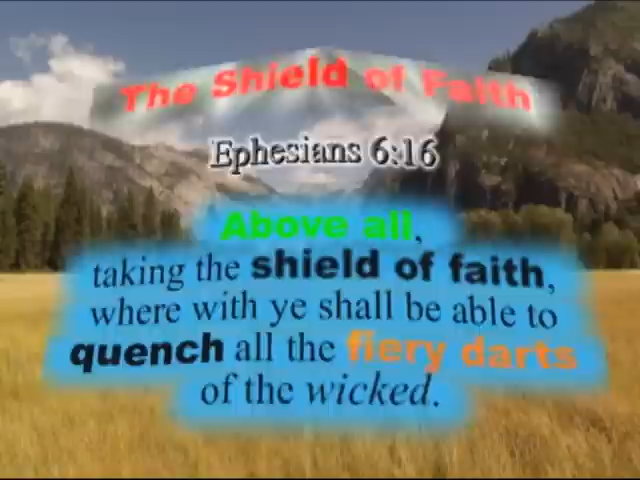 The Shield of Faith
Ephesians 6:16
Above all,
taking the shield of faith,
where with ye shall be able to
quench all the fiery darts
of the wicked.